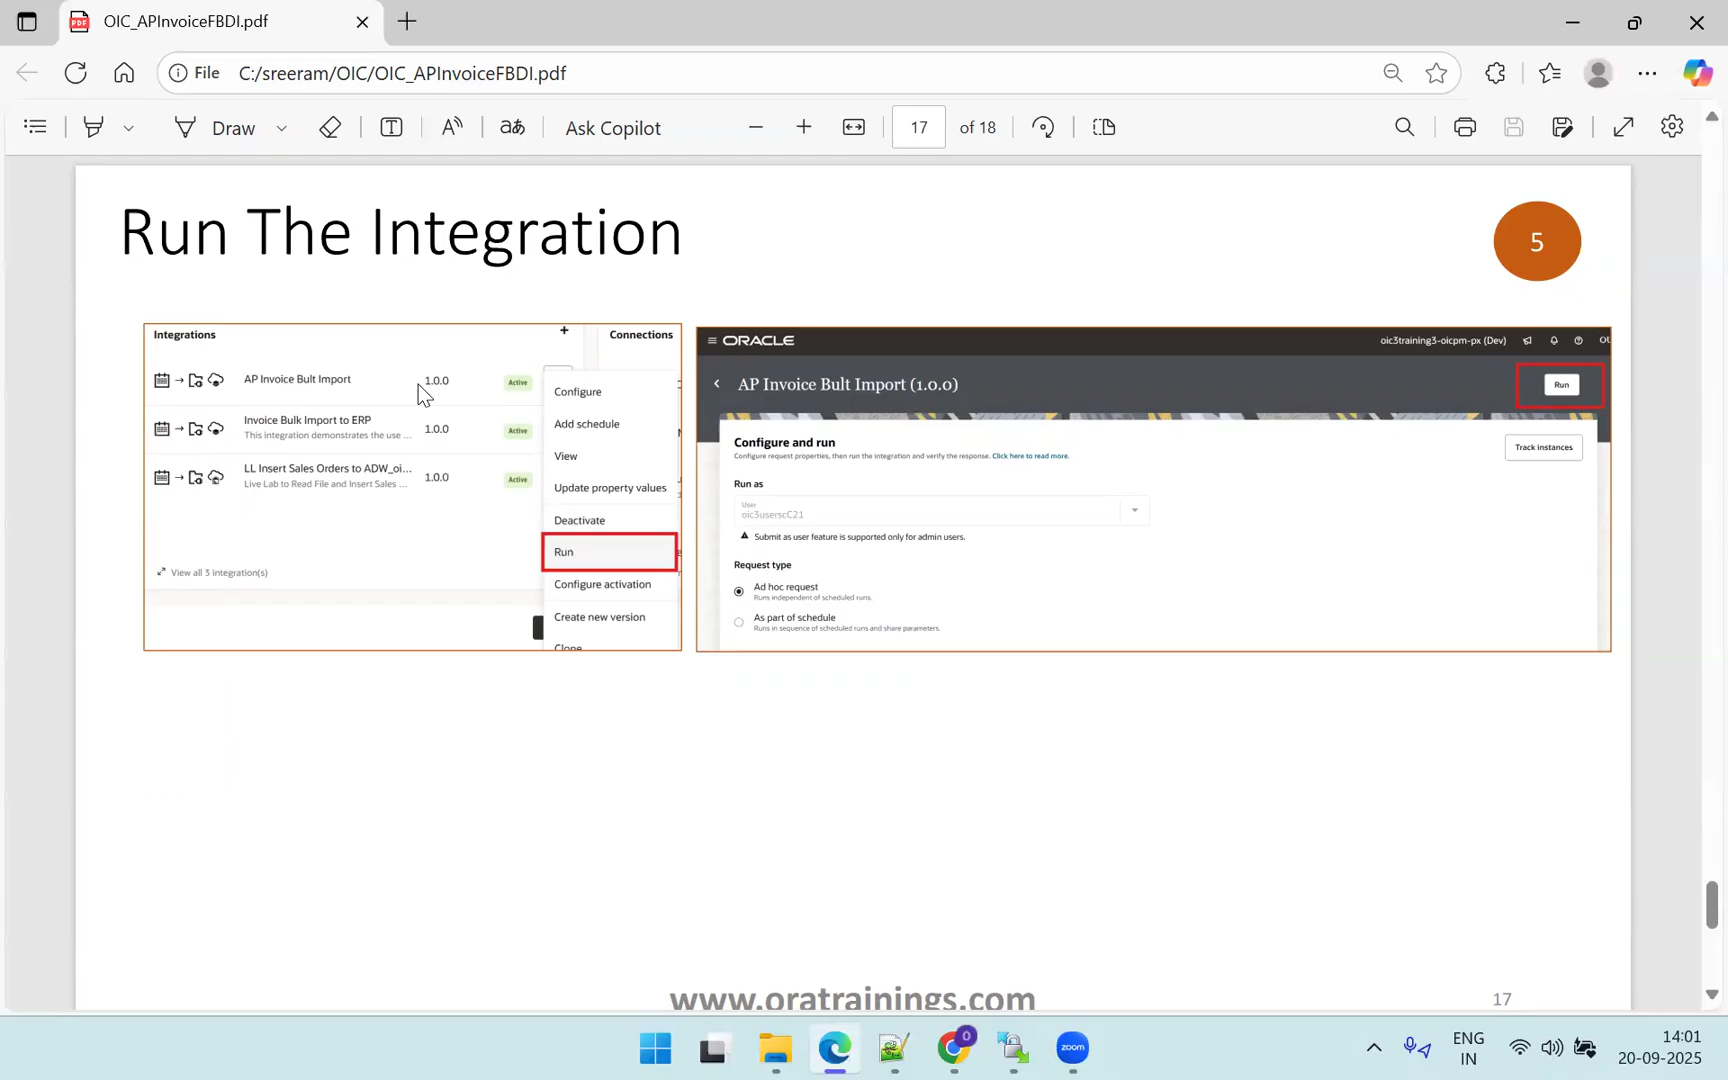 OIC_APInvoiceFBDI.pdf
File C:/sreeram/OIC/OIC_APInvoiceFBDI.pdf
Draw
Ask Copilot
17 of 18
Run The Integration
5
Integrations
Connections
AP Invoice Bult Import 1.0.0 Active
Invoice Bulk Import to ERP 1.0.0 Active
This integration demonstrates the use ...
LL Insert Sales Orders to ADW_oi... 1.0.0 Active
Live Lab to Read File and Insert Sales ...
View all 3 integration(s)
Configure
Add schedule
View
Update property values
Deactivate
Run
Configure activation
Create new version
Clone
ORACLE
oic3training3-oicpm-px (Dev)
AP Invoice Bult Import (1.0.0)
Run
Configure and run
Configure request properties, then run the integration and verify the response. Click here to read more.
Track instances
Run as
User
oic3userscC21
Submit as user feature is supported only for admin users.
Request type
Ad hoc request
Runs independent of scheduled runs.
As part of schedule
Runs in sequence of scheduled runs and share parameters.
www.oratrainings.com
17
zoom
ENG
IN
14:01
20-09-2025